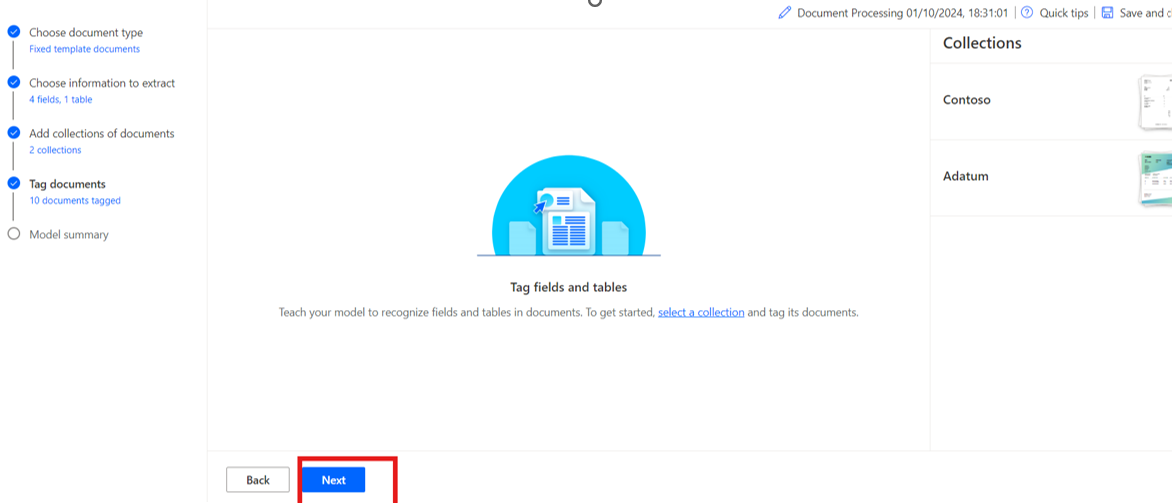 Document Processing 01/10/2024, 18:31:01
Quick tips
Save and c
Choose document type
Fixed template documents
Choose information to extract
4 fields, 1 table
Add collections of documents
2 collections
Tag documents
10 documents tagged
Model summary
Tag fields and tables
Teach your model to recognize fields and tables in documents. To get started, select a collection and tag its documents.
Back
Next
Collections
Contoso
Adatum